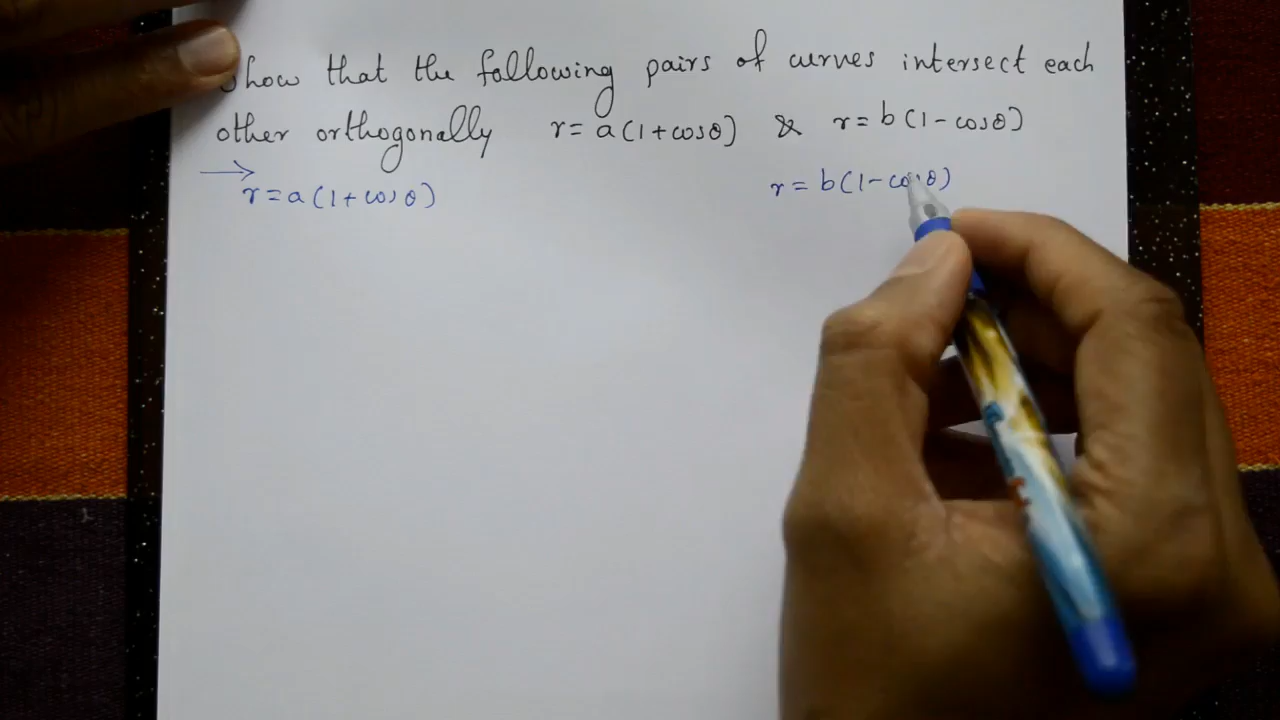 Show that the following pairs of curves intersect each
other orthogonally r = a(1+cosθ) & r = b(1-cosθ)
→ r = a(1+cosθ) r = b(1-cosθ)